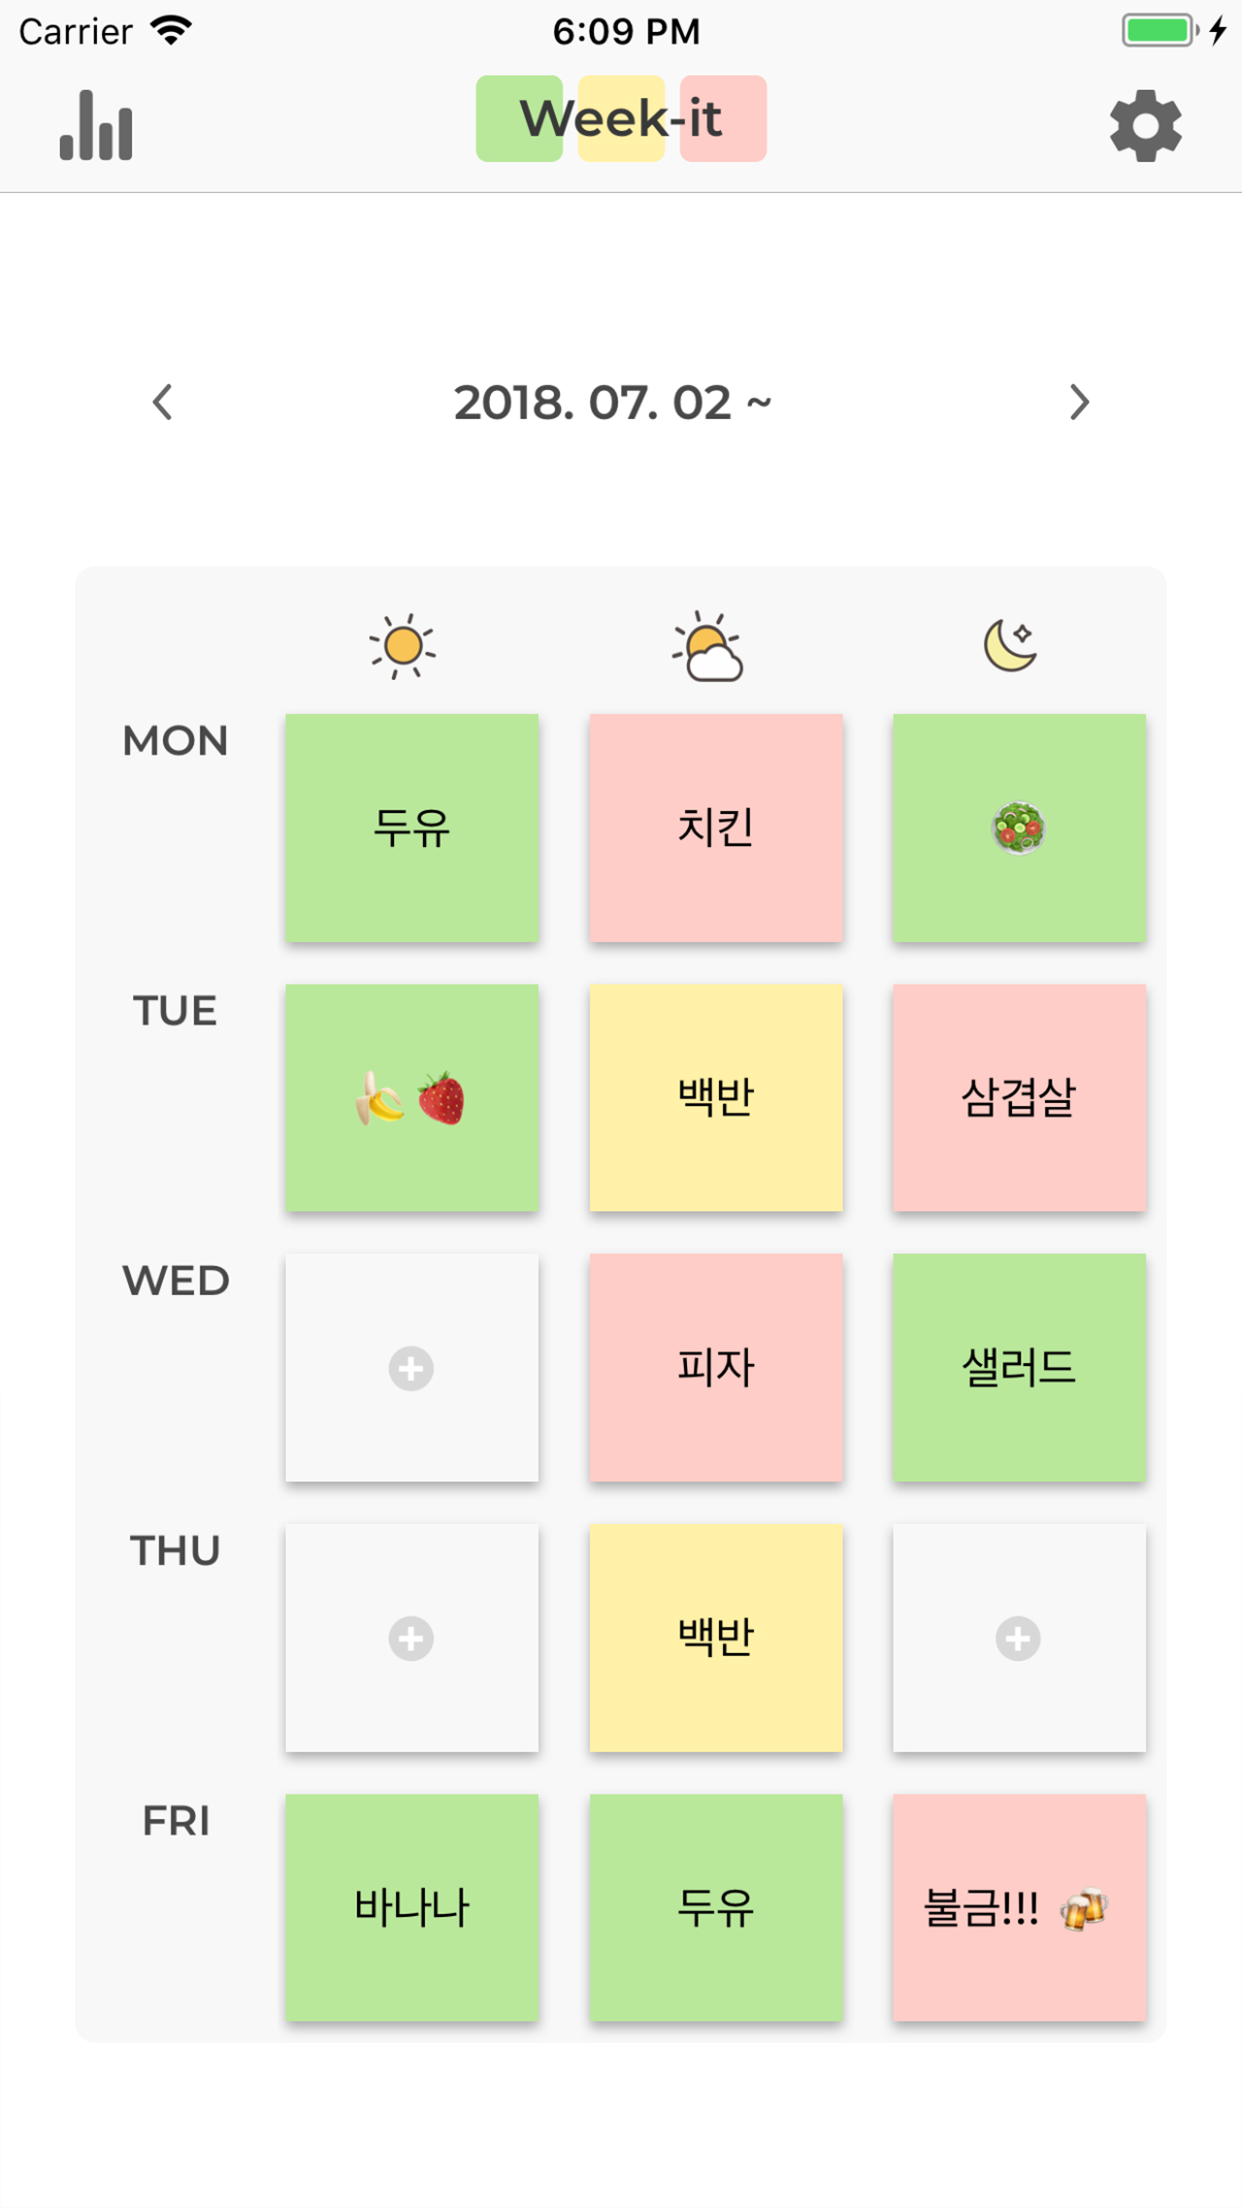 Carrier 6:09 PM
Week-it
2018. 07. 02 ~
MON
두유 치킨
TUE
백반 삼겹살
WED
피자 샐러드
THU
백반
FRI
바나나 두유 불금!!! 🍻